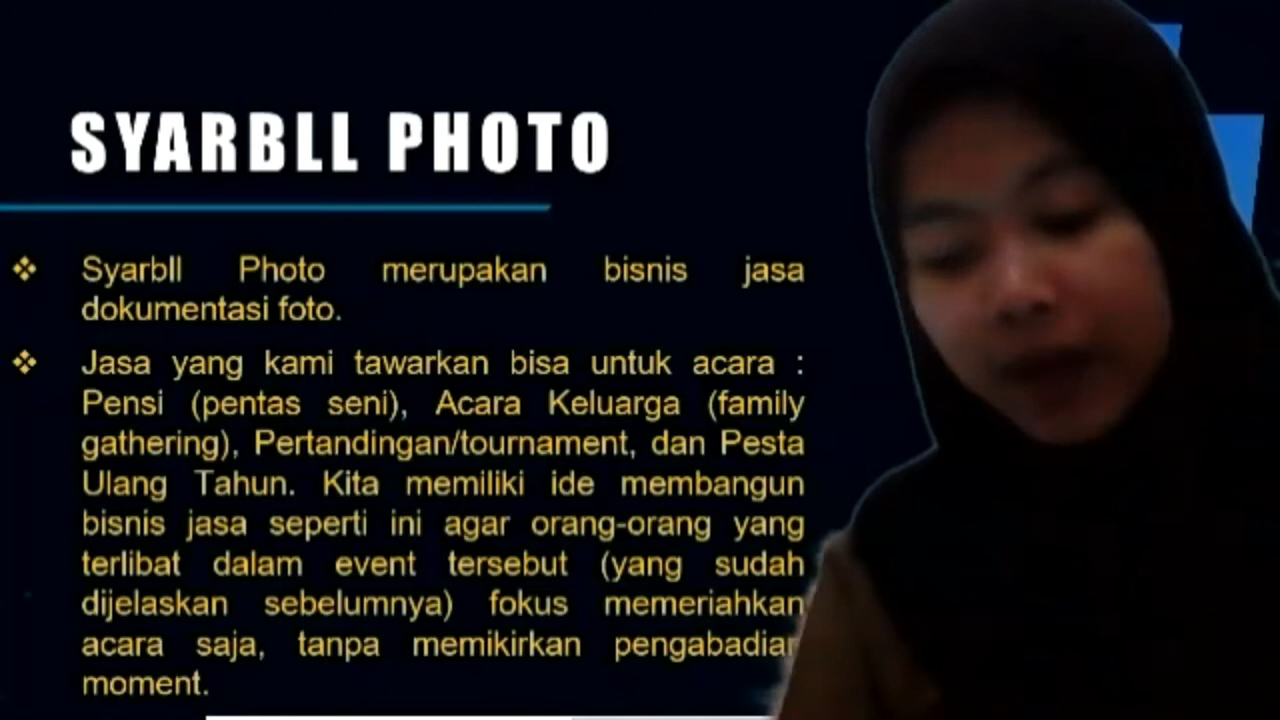 SYARBLL PHOTO
❖ Syarbll Photo merupakan bisnis jasa
dokumentasi foto.
❖ Jasa yang kami tawarkan bisa untuk acara :
Pensi (pentas seni), Acara Keluarga (family
gathering), Pertandingan/tournament, dan Pesta
Ulang Tahun. Kita memiliki ide membangun
bisnis jasa seperti ini agar orang-orang yang
terlibat dalam event tersebut (yang sudah
dijelaskan sebelumnya) fokus memeriahkan
acara saja, tanpa memikirkan pengabadian
moment.